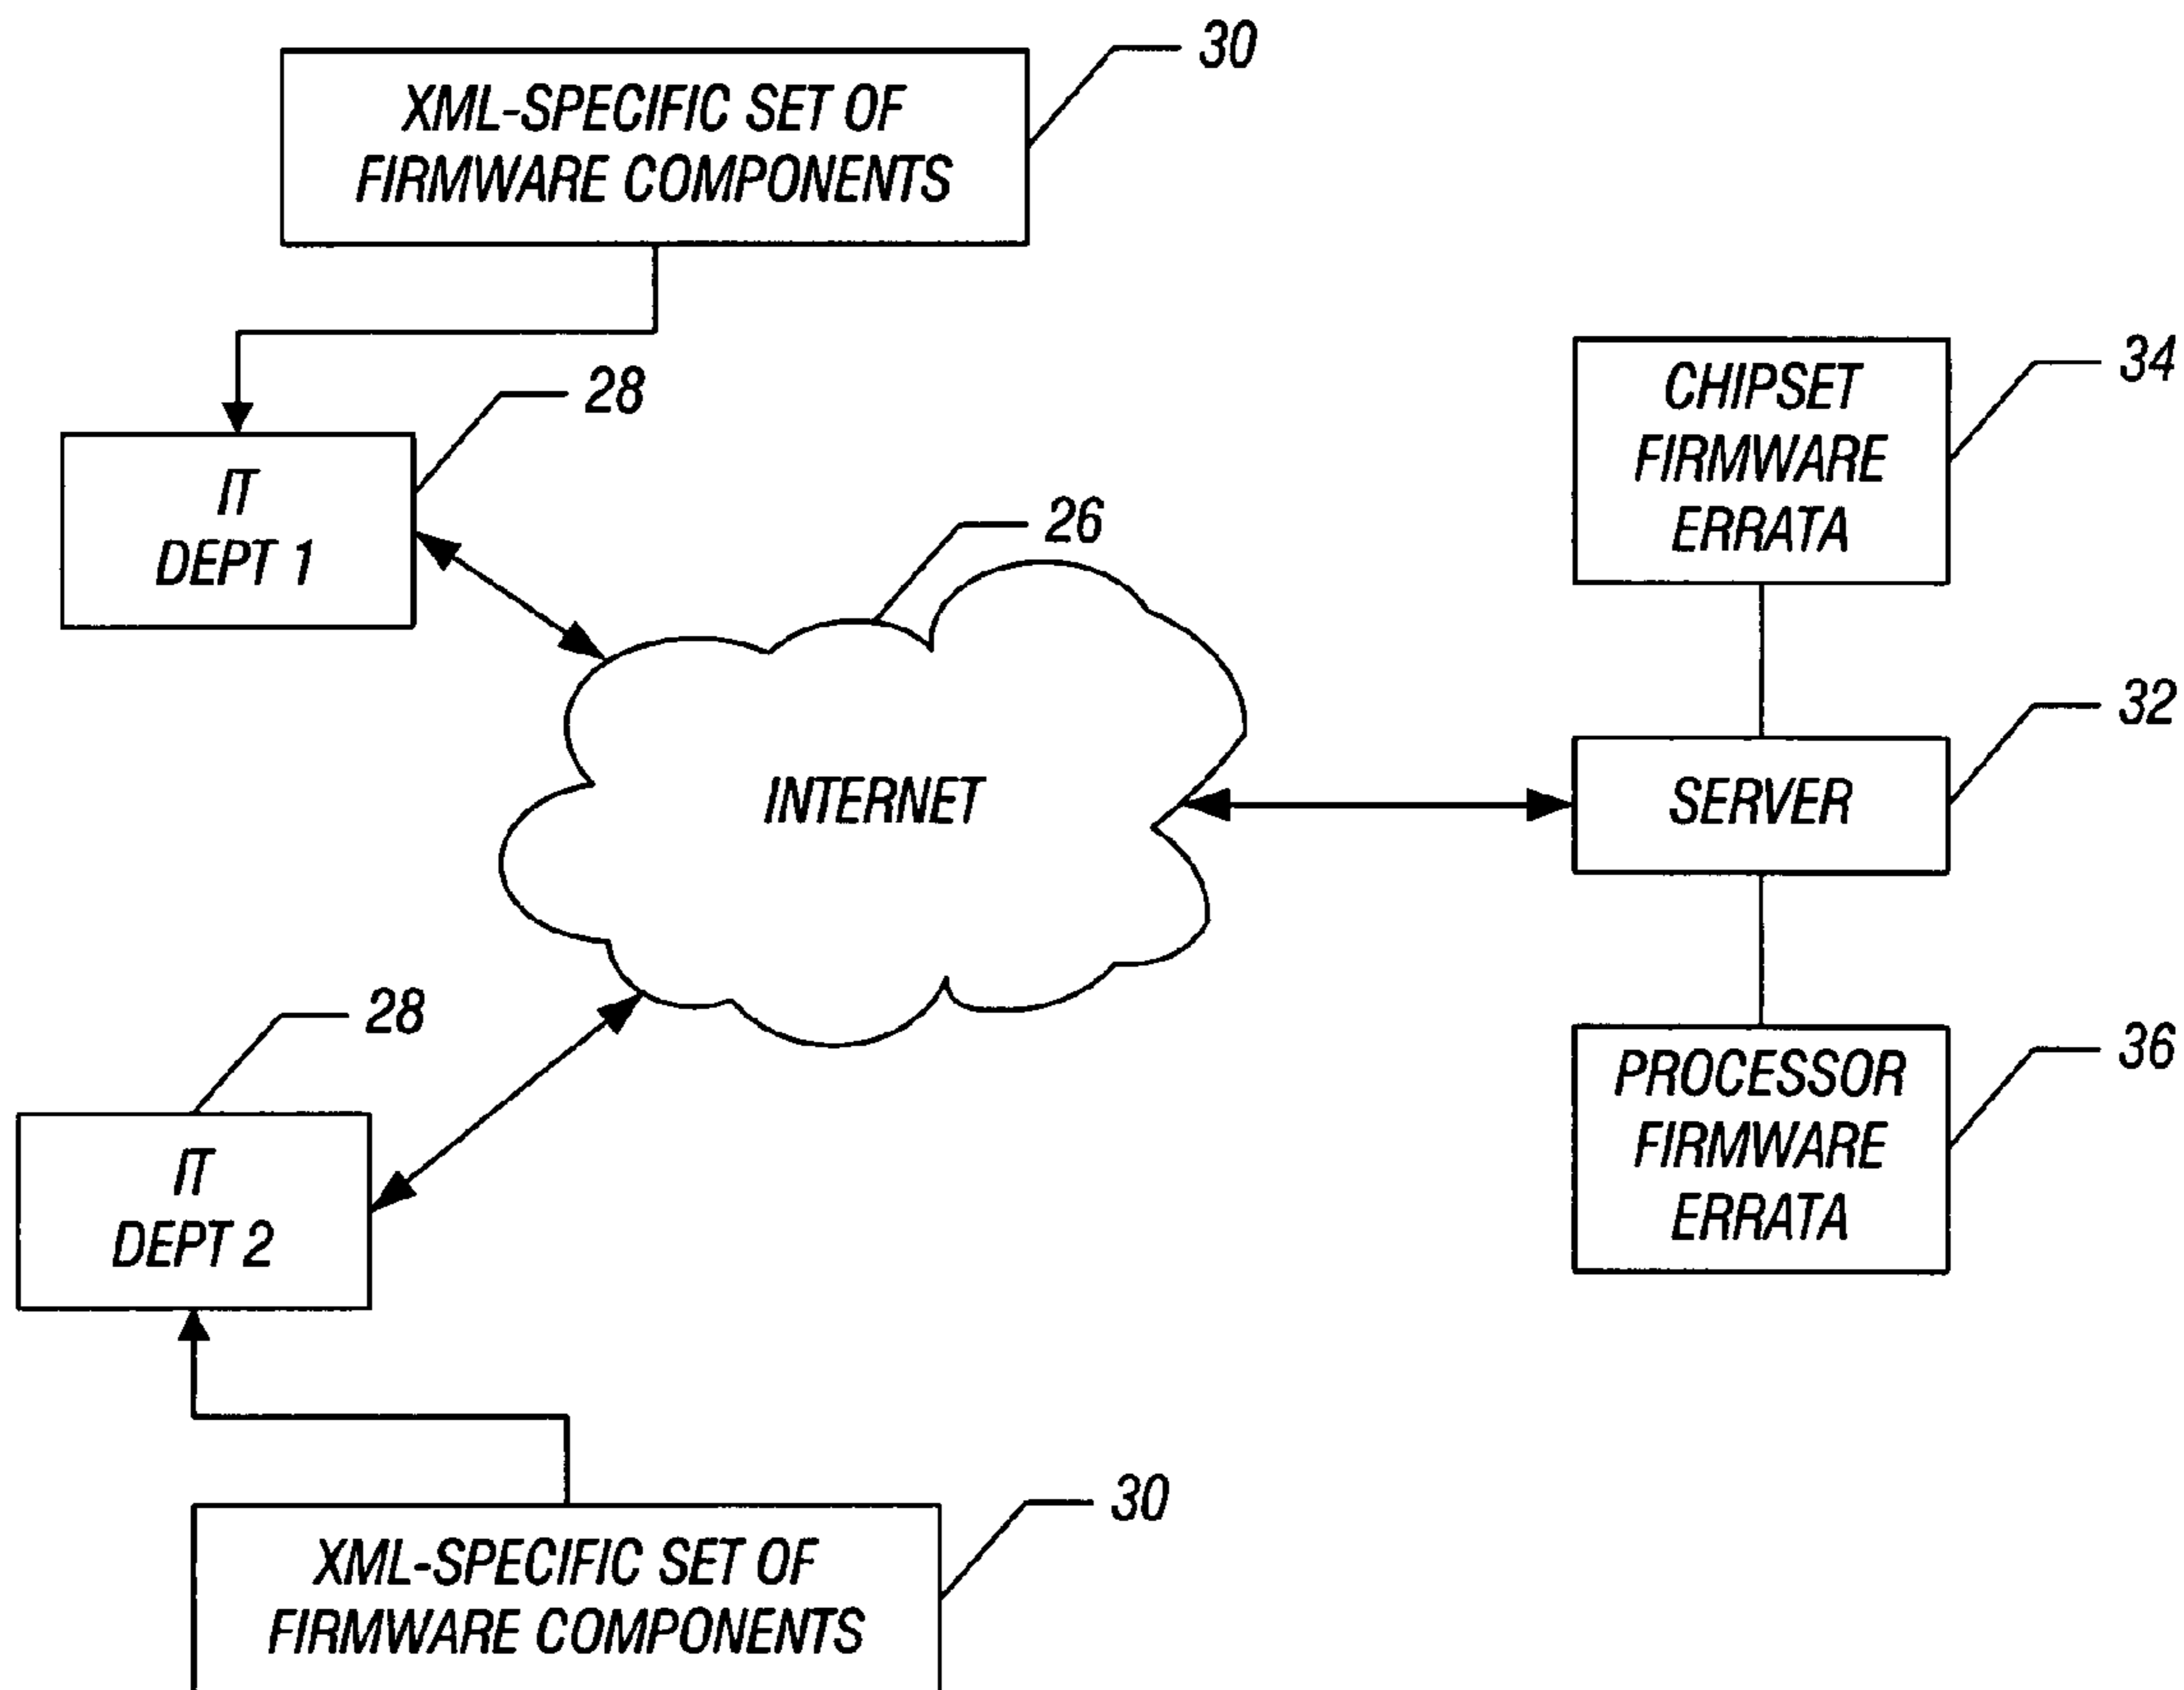 30
XML-SPECIFIC SET OF
FIRMWARE COMPONENTS
28
IT
DEPT 1
26
INTERNET
34
CHIPSET
FIRMWARE
ERRATA
32
SERVER
36
PROCESSOR
FIRMWARE
ERRATA
28
IT
DEPT 2
30
XML-SPECIFIC SET OF
FIRMWARE COMPONENTS